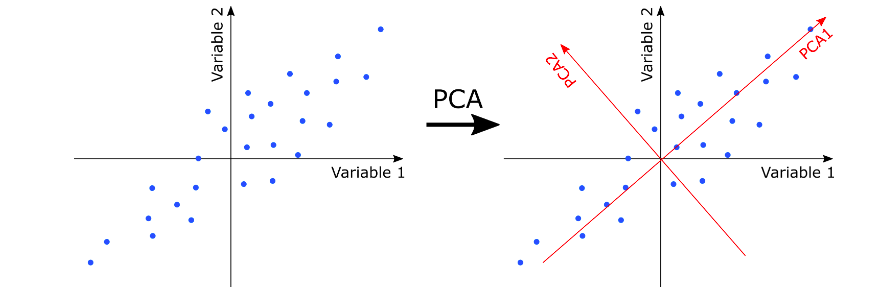 Variable 2
Variable 1
PCA
Variable 2
PCA2
PCA1
Variable 1